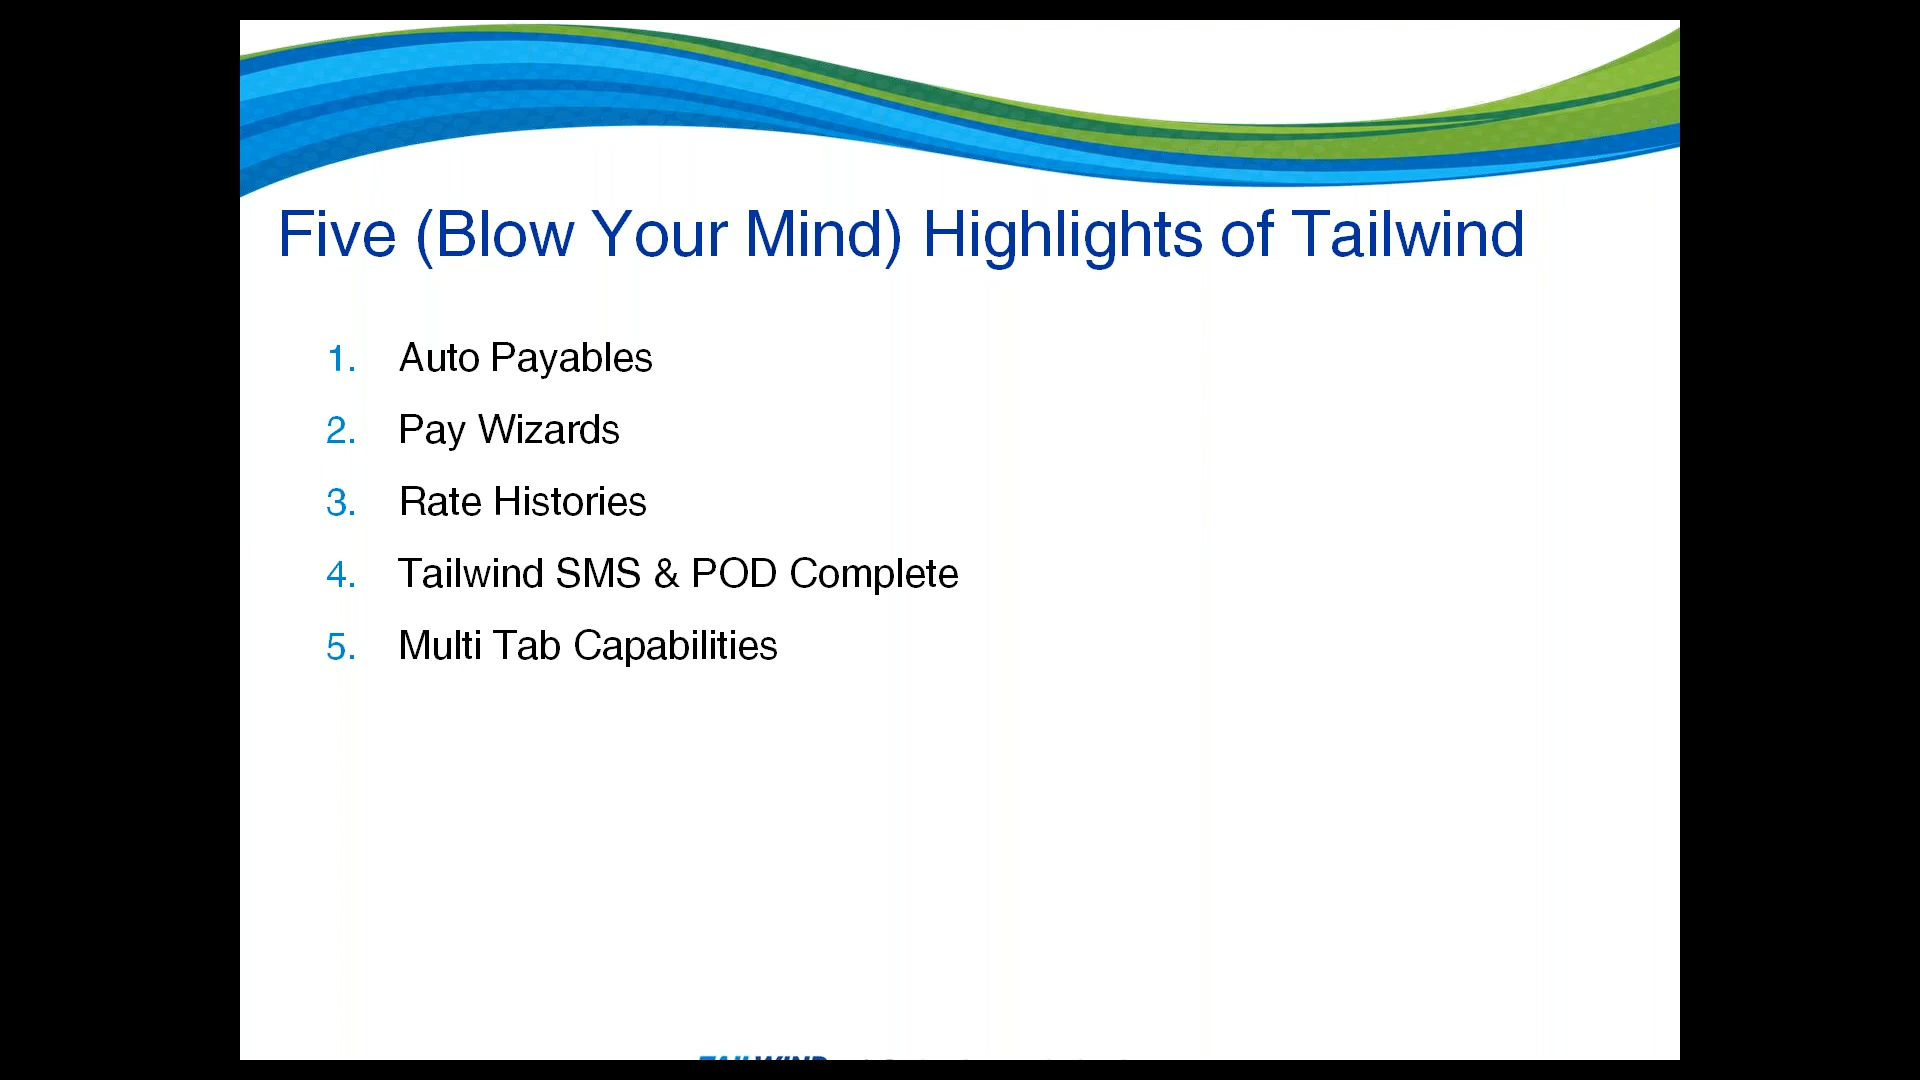 Five (Blow Your Mind) Highlights of Tailwind
1. Auto Payables
2. Pay Wizards
3. Rate Histories
4. Tailwind SMS & POD Complete
5. Multi Tab Capabilities
TAILWIND